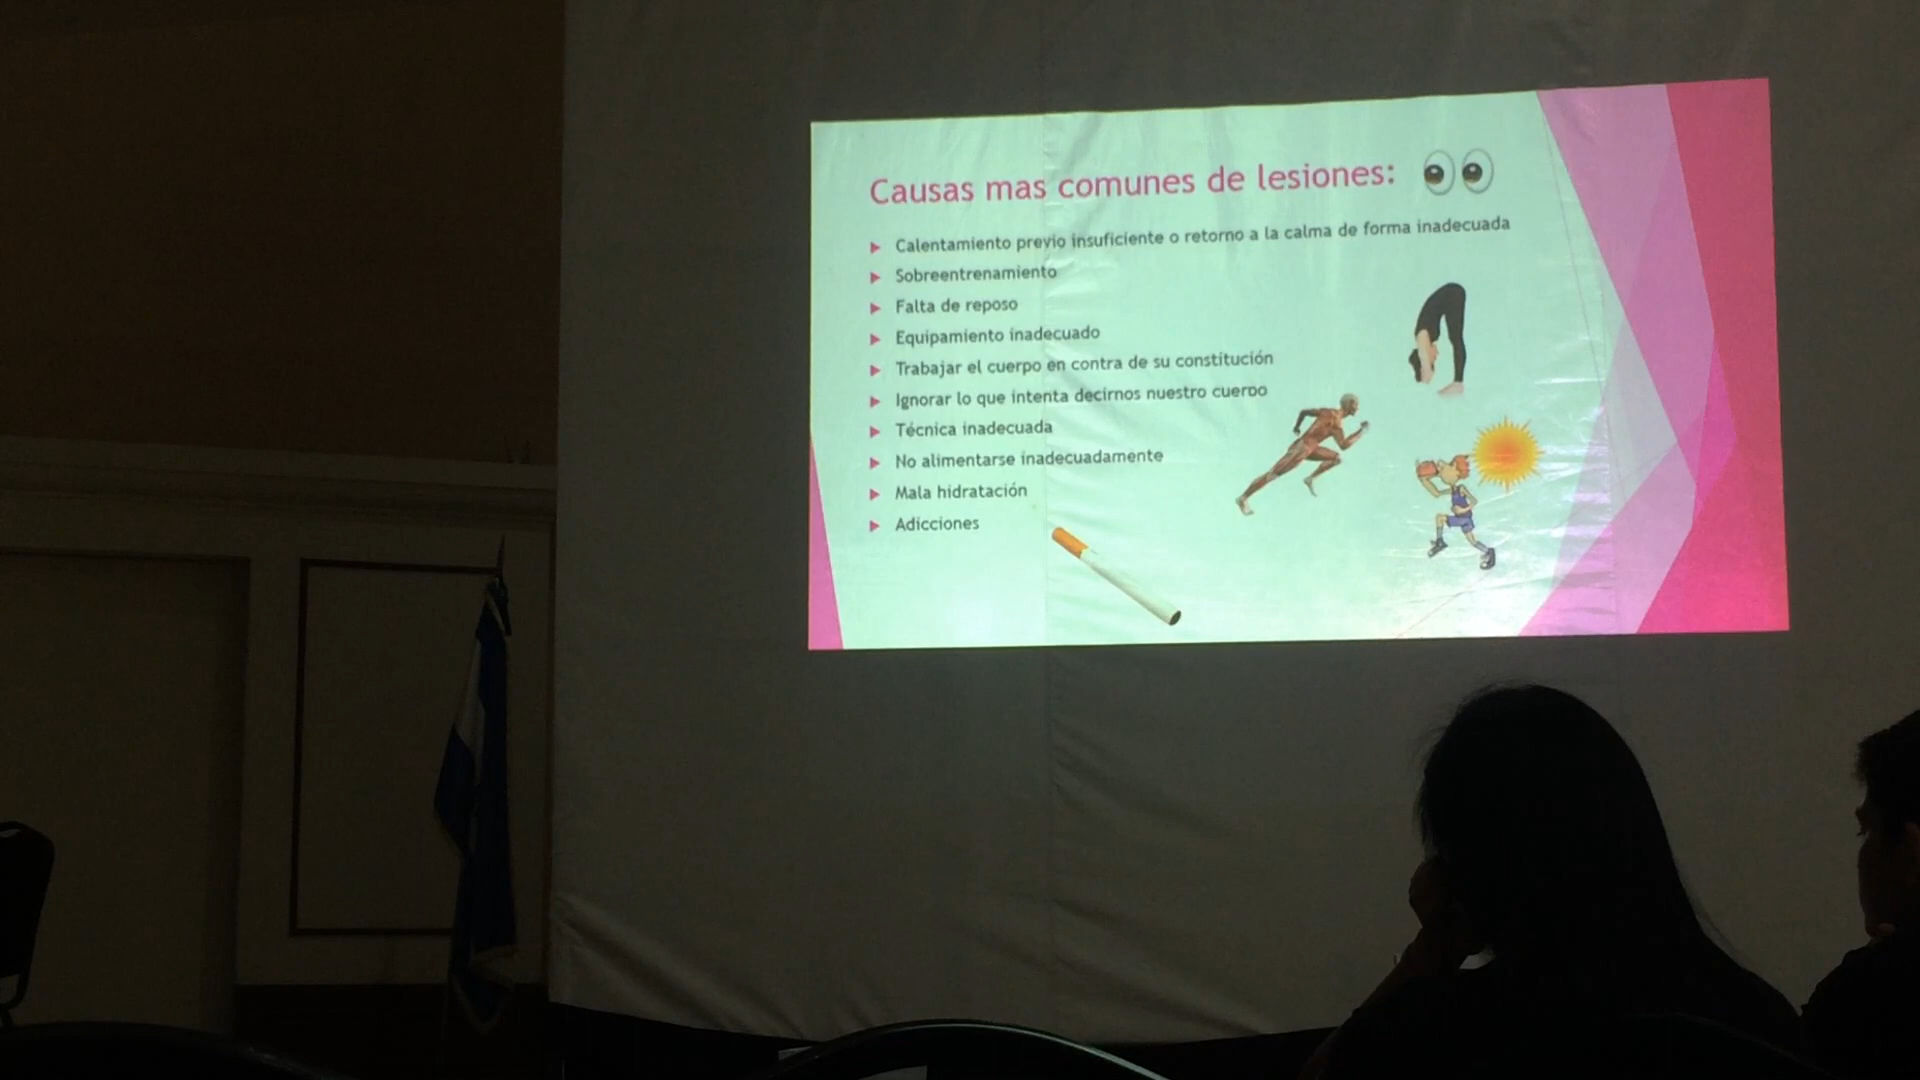 Causas mas comunes de lesiones:
Calentamiento previo insuficiente o retorno a la calma de forma inadecuada
Sobreentrenamiento
Falta de reposo
Equipamiento inadecuado
Trabajar el cuerpo en contra de su constitución
Ignorar lo que intenta decirnos nuestro cuerpo
Técnica inadecuada
No alimentarse inadecuadamente
Mala hidratación
Adicciones